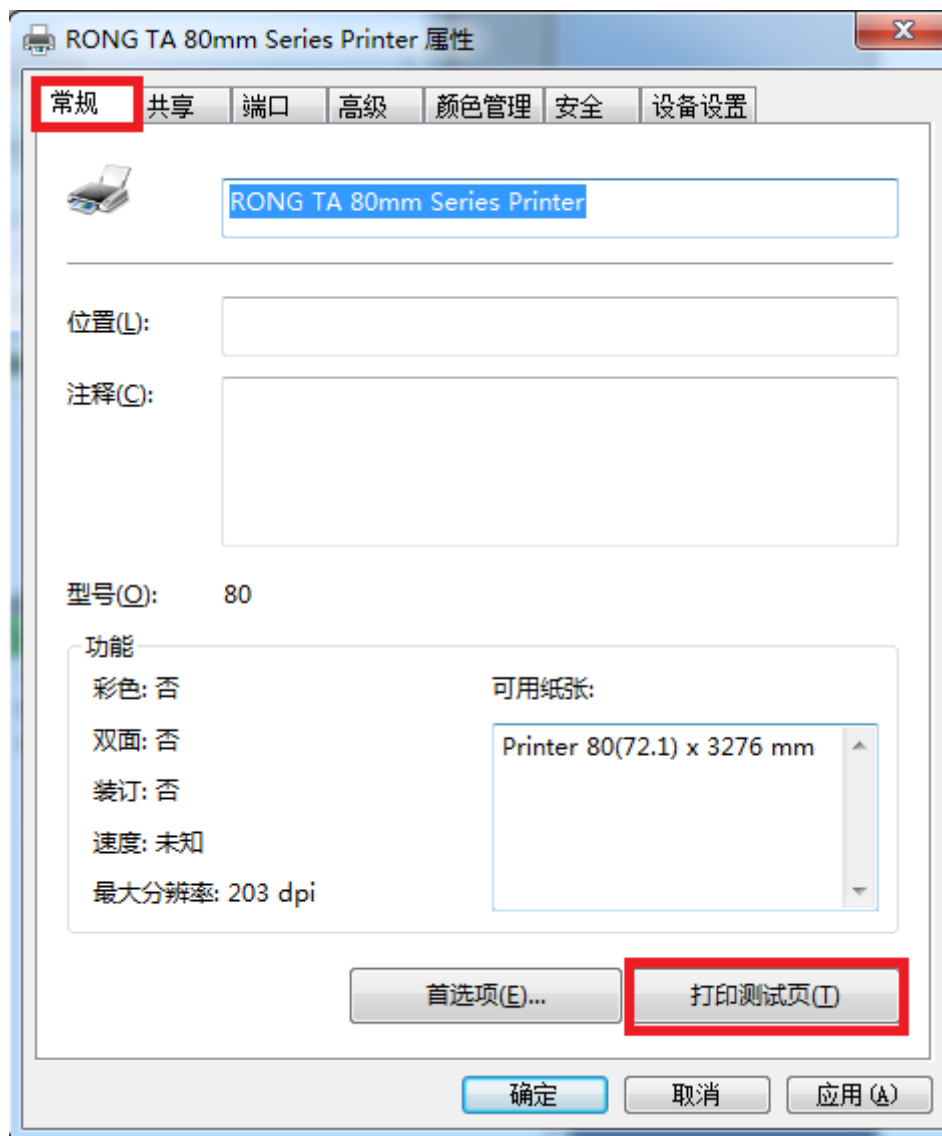 RONG TA 80mm Series Printer 属性
常规 共享 端口 高级 颜色管理 安全 设备设置
RONG TA 80mm Series Printer
位置(L):
注释(C):
型号(O): 80
功能
彩色: 否
可用纸张:
双面: 否
Printer 80(72.1) x 3276 mm
装订: 否
速度: 未知
最大分辨率: 203 dpi
首选项(E)... 打印测试页(T)
确定 取消 应用(A)